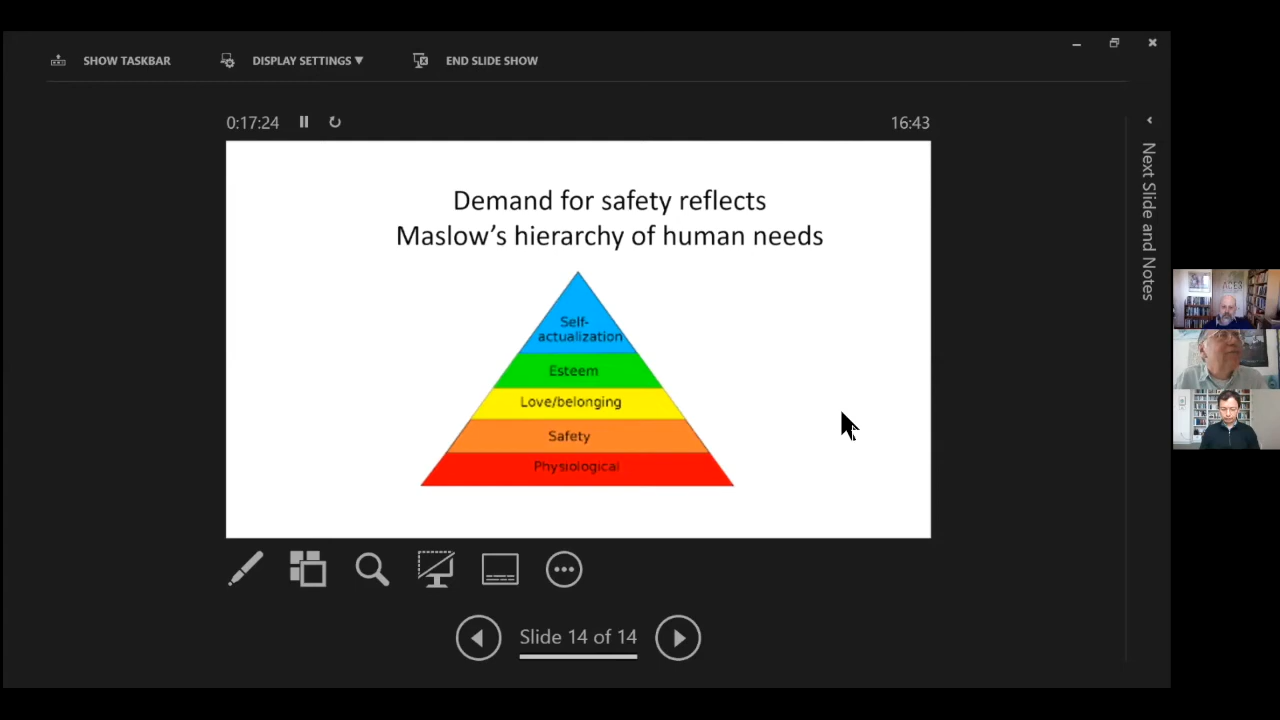 SHOW TASKBAR
DISPLAY SETTINGS ▼
END SLIDE SHOW
0:17:24
16:43
Demand for safety reflects
Maslow’s hierarchy of human needs
Self-
actualization
Esteem
Love/belonging
Safety
Physiological
Slide 14 of 14
Next Slide and Notes